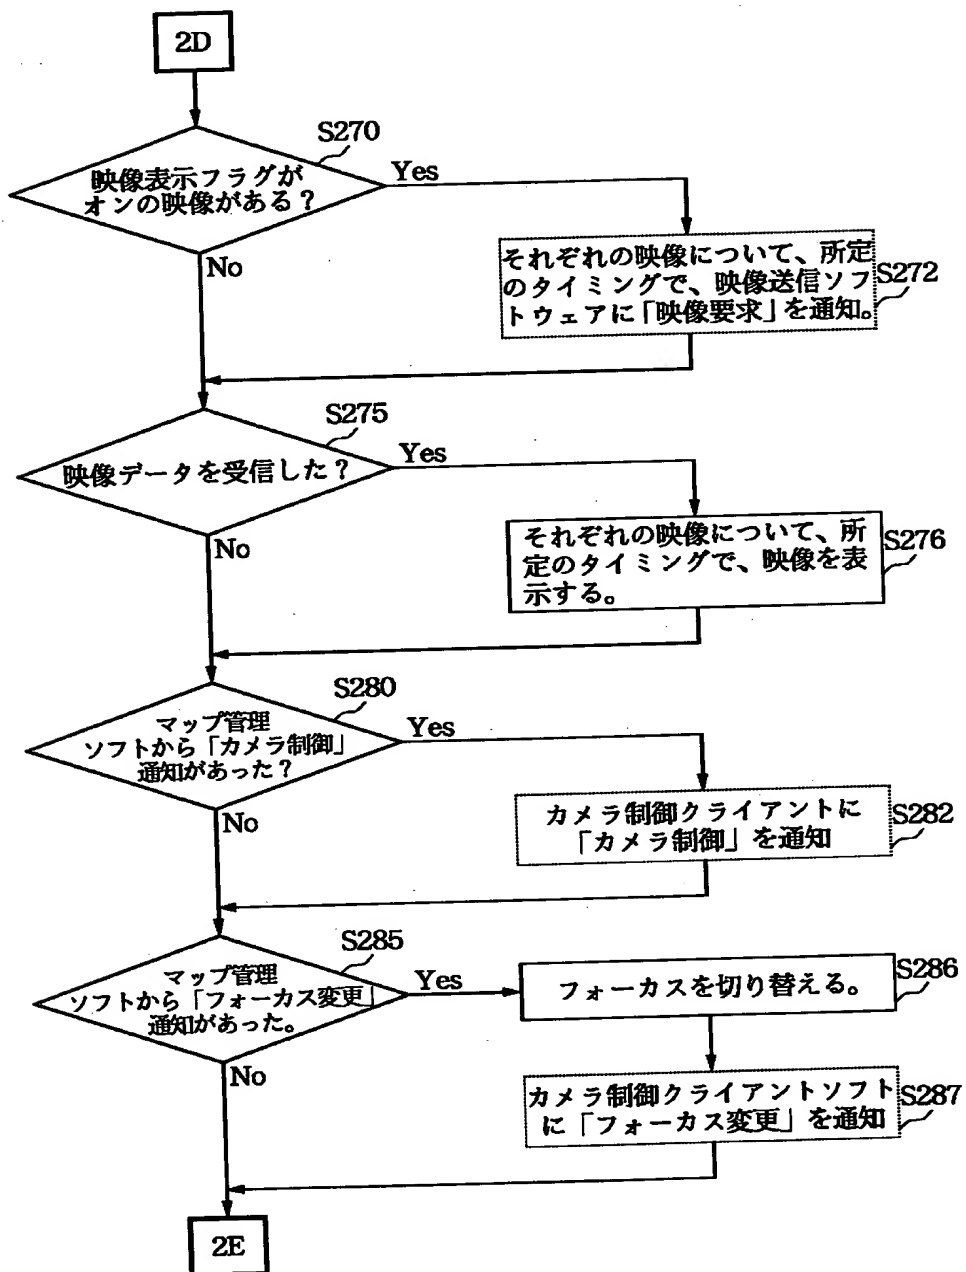 2D
S270
映像表示フラグが
オンの映像がある？
Yes
No
それぞれの映像について、所定
のタイミングで、映像送信ソフ
トウェアに「映像要求」を通知。
S272
S275
映像データを受信した？
Yes
No
それぞれの映像について、所
定のタイミングで、映像を表
示する。
S276
S280
マップ管理
ソフトから「カメラ制御」
通知があった？
Yes
No
カメラ制御クライアントに
「カメラ制御」を通知
S282
S285
マップ管理
ソフトから「フォーカス変更」
通知があった。
Yes
No
フォーカスを切り替える。
S286
カメラ制御クライアントソフト
に「フォーカス変更」を通知
S287
2E